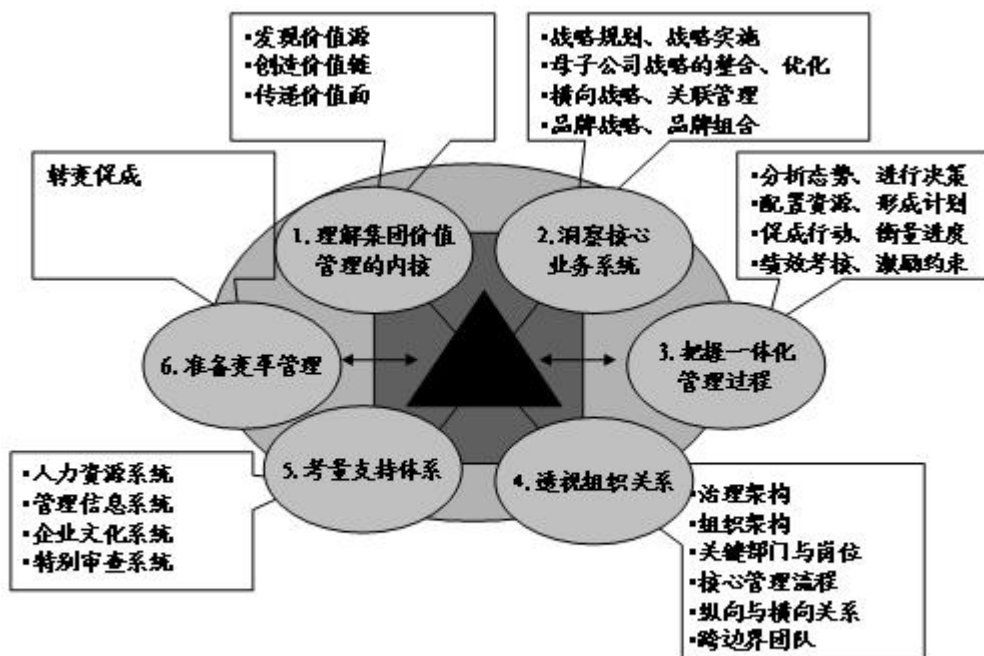 ▪发现价值源
▪创造价值链
▪传递价值面
▪战略规划、战略实施
▪母子公司战略的整合、优化
▪横向战略、关联管理
▪品牌战略、品牌组合
转变促成
▪分析态势、进行决策
▪配置资源、形成计划
▪促成行动、衡量进度
▪绩效考核、激励约束
1. 理解集团价值
管理的内核
2. 洞察核心
业务系统
3. 把握一体化
管理过程
6. 准备变革管理
5. 考量支持体系
4. 透视组织关系
▪人力资源系统
▪管理信息系统
▪企业文化系统
▪特别审查系统
▪治理架构
▪组织架构
▪关键部门与岗位
▪核心管理流程
▪纵向与横向关系
▪跨边界团队